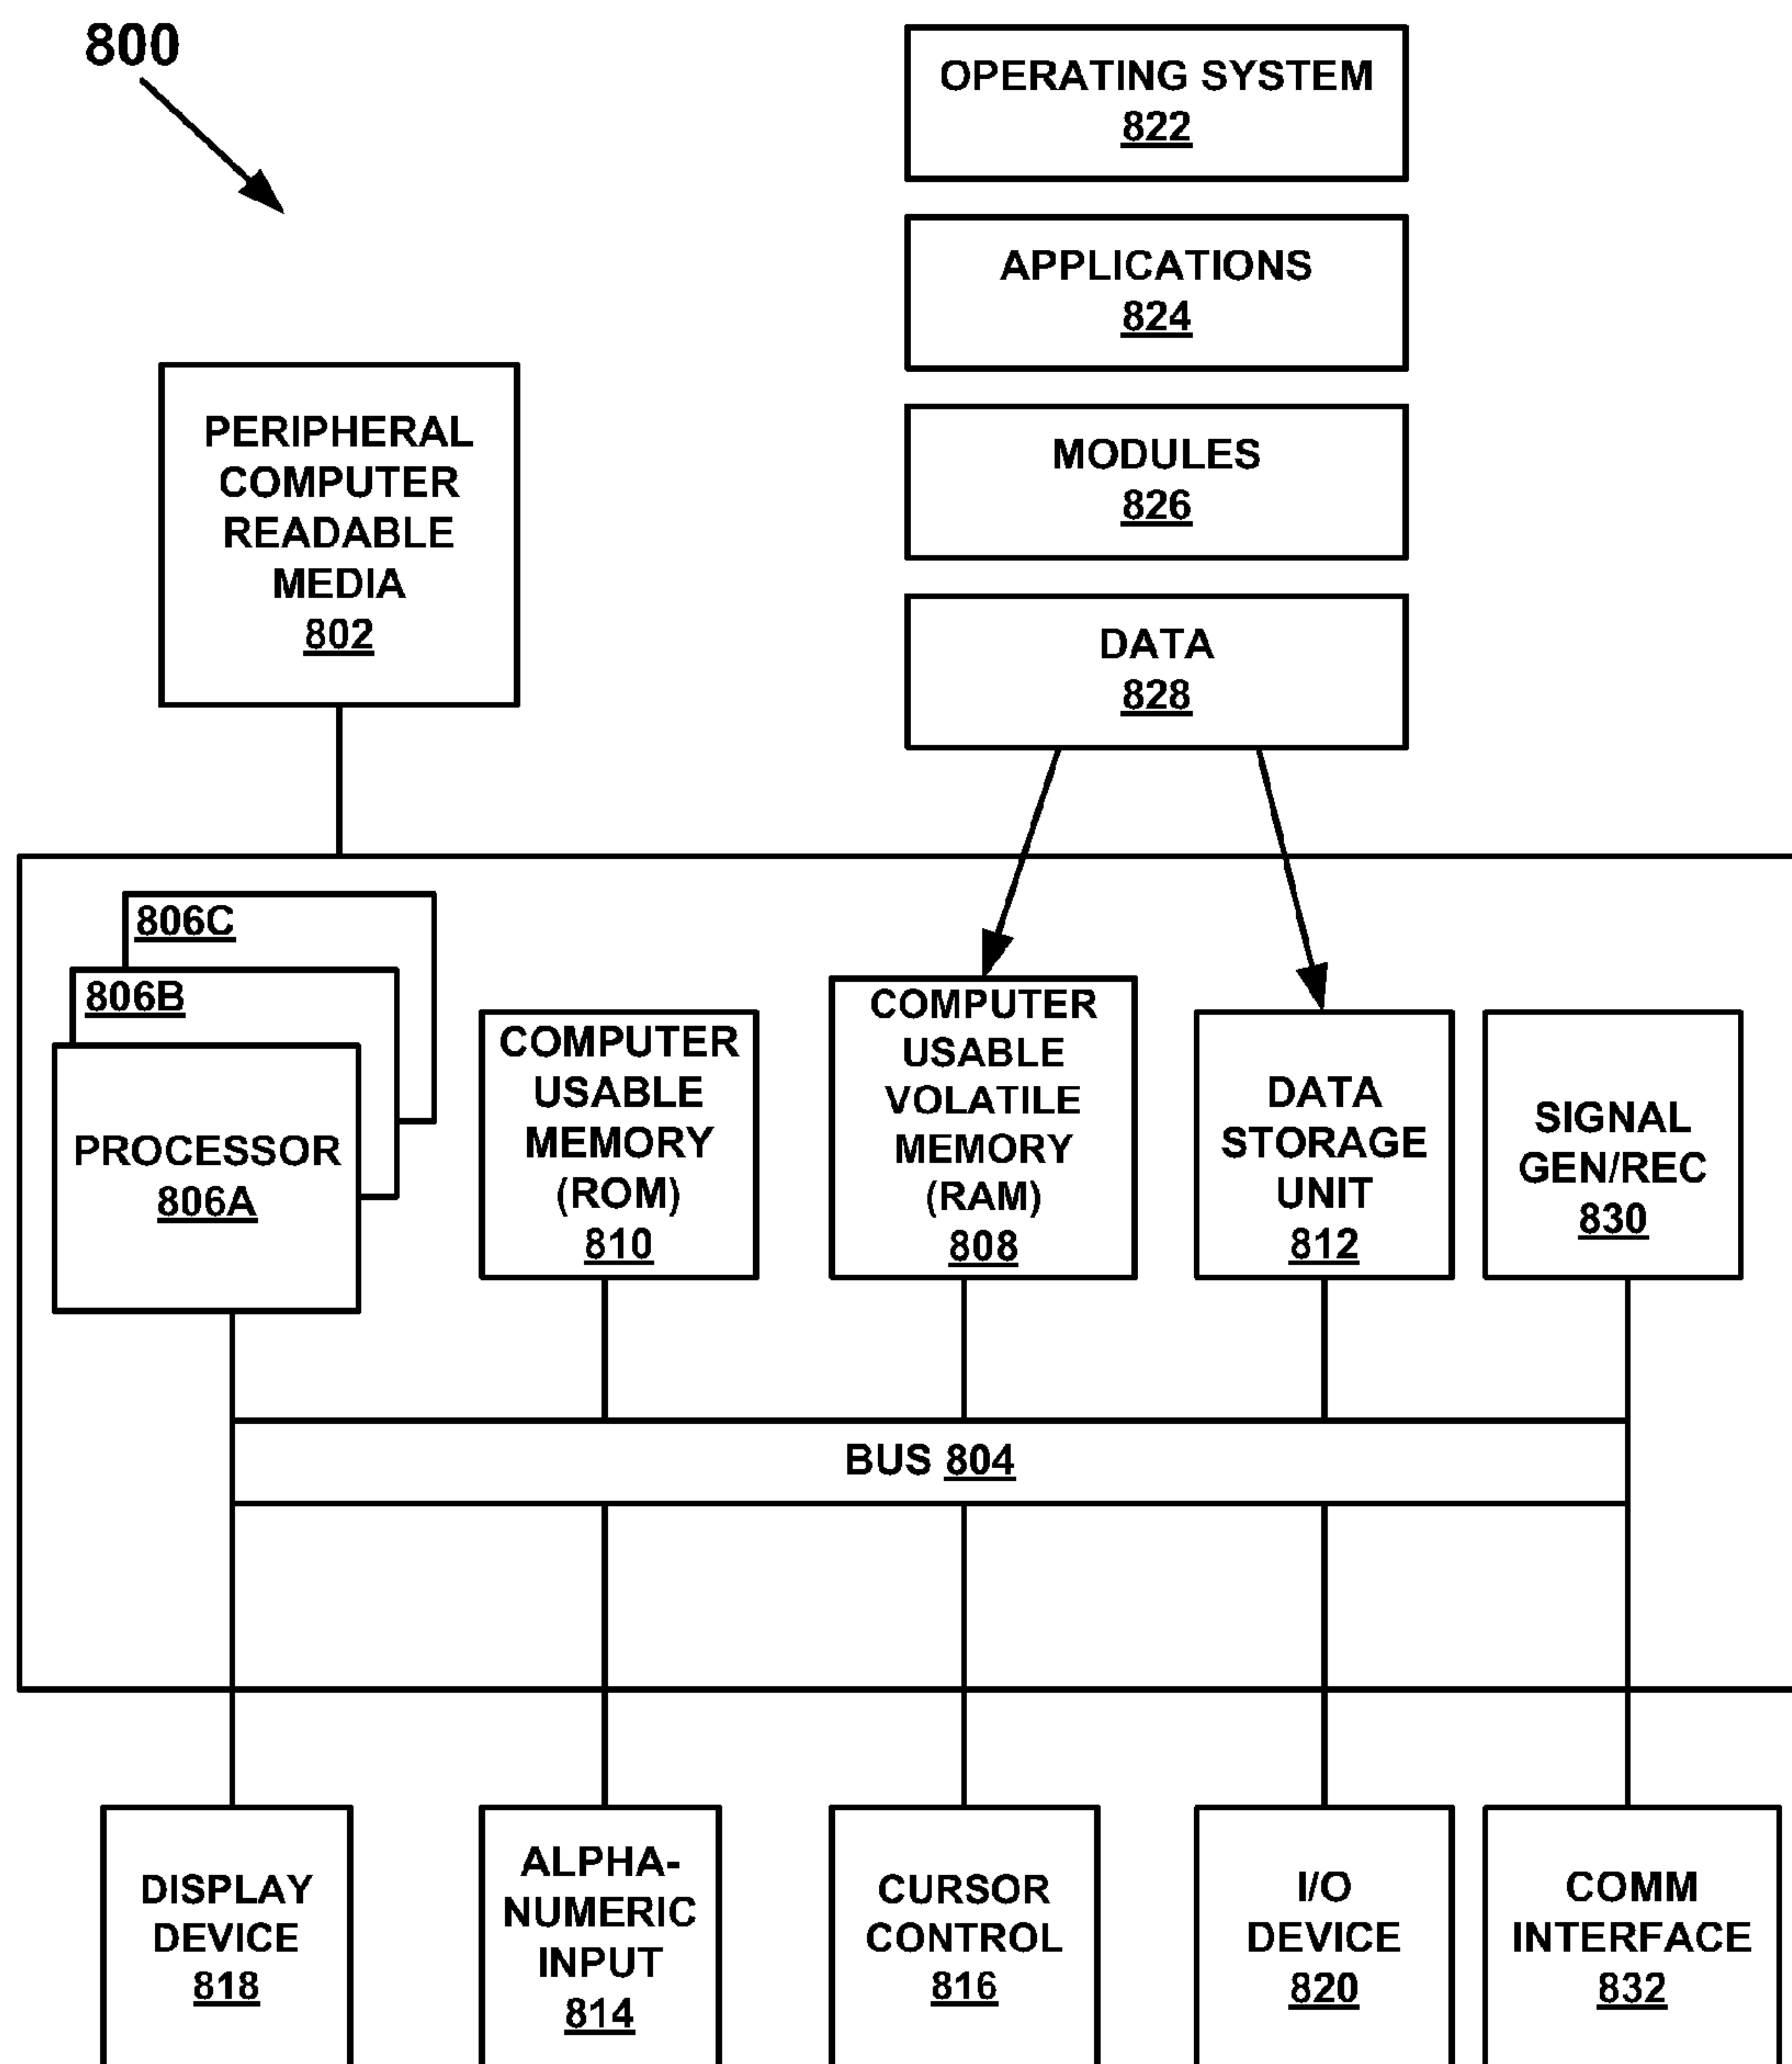 800
OPERATING SYSTEM
822
APPLICATIONS
824
MODULES
826
DATA
828
PERIPHERAL
COMPUTER
READABLE
MEDIA
802
806C
806B
PROCESSOR
806A
COMPUTER
USABLE
MEMORY
(ROM)
810
COMPUTER
USABLE
VOLATILE
MEMORY
(RAM)
808
DATA
STORAGE
UNIT
812
SIGNAL
GEN/REC
830
BUS 804
DISPLAY
DEVICE
818
ALPHA-
NUMERIC
INPUT
814
CURSOR
CONTROL
816
I/O
DEVICE
820
COMM
INTERFACE
832